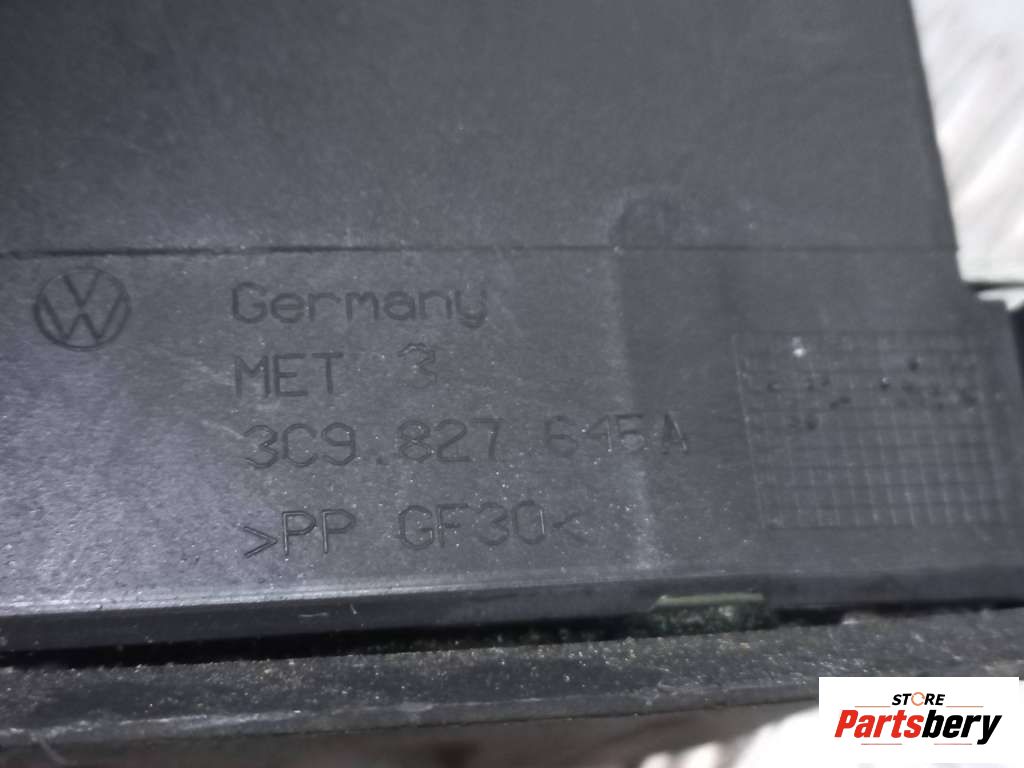 Germany
MET 3
3C9.827.645A
>PP GF30<
STORE
Partsbery